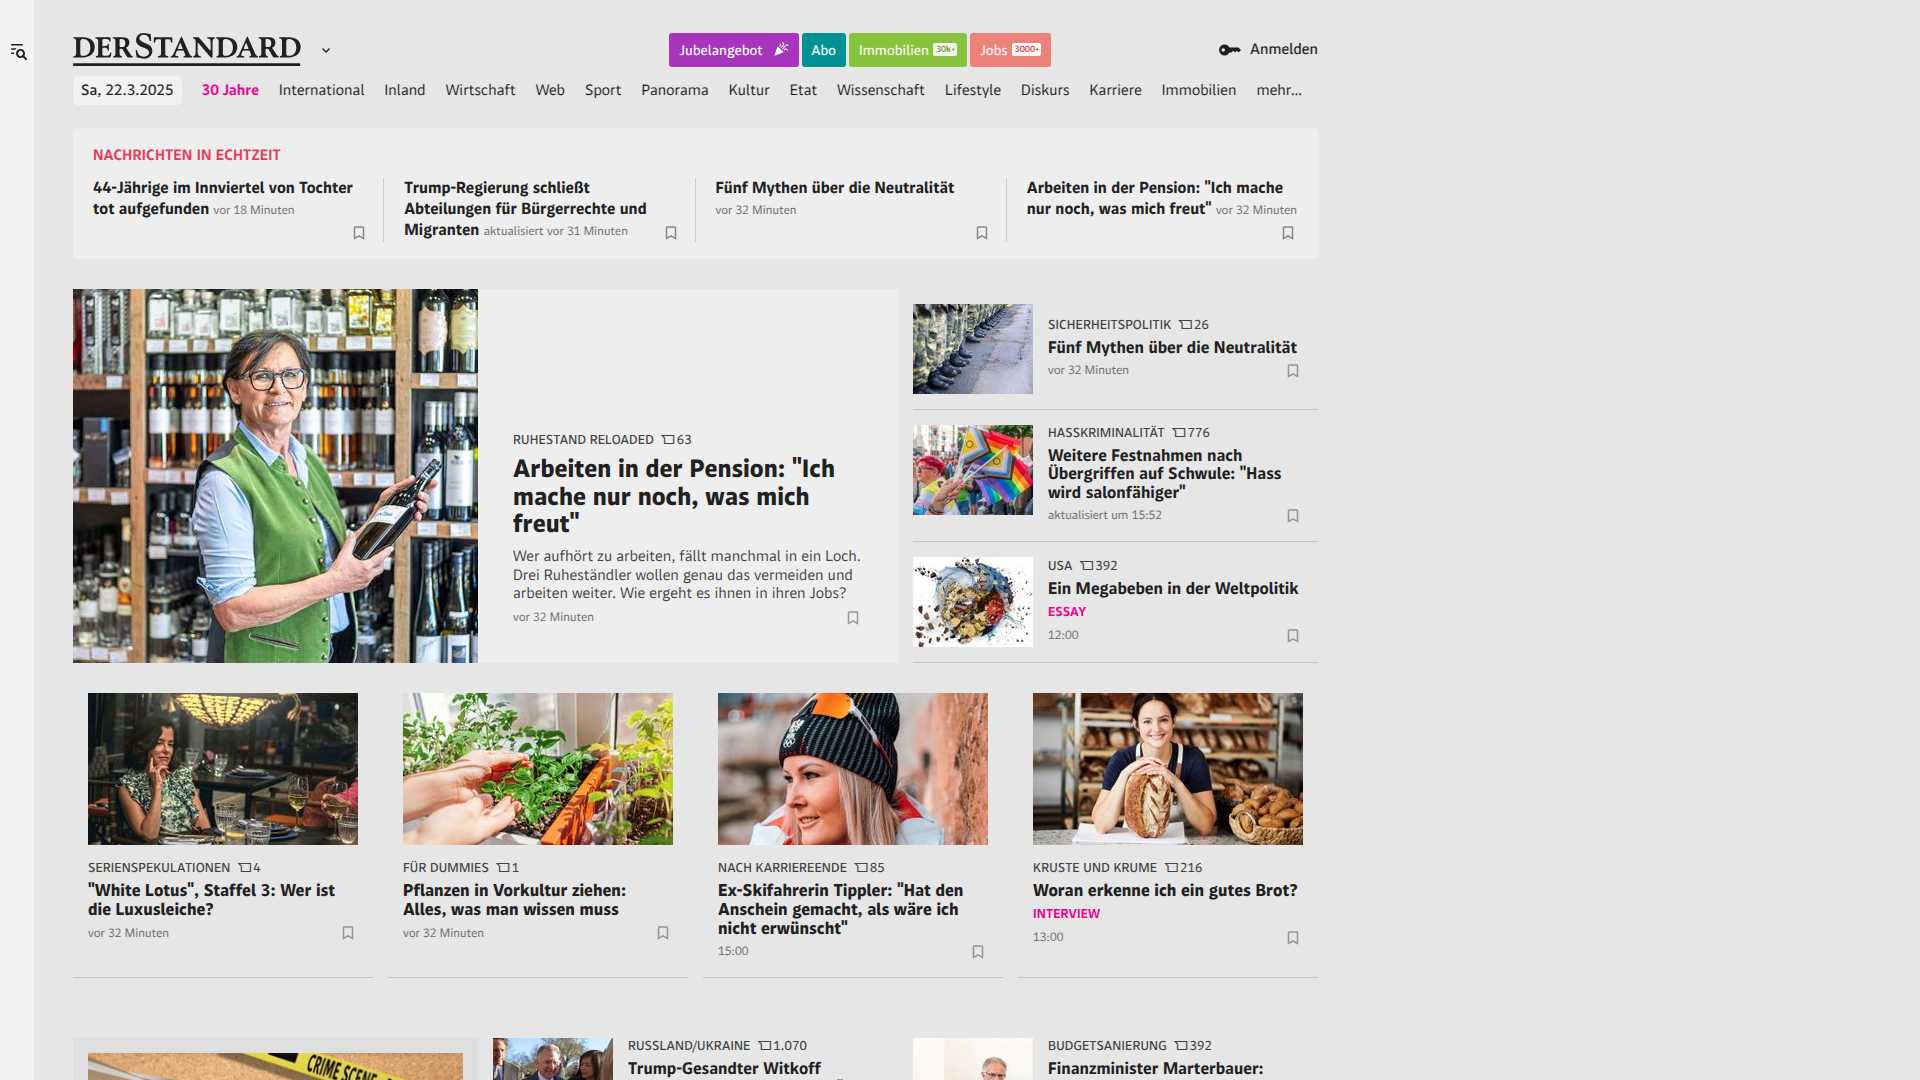 DERSTANDARD
Jubelangebot
Abo
Immobilien 30k+
Jobs 3000+
Anmelden
Sa, 22.3.2025
30 Jahre
International
Inland
Wirtschaft
Web
Sport
Panorama
Kultur
Etat
Wissenschaft
Lifestyle
Diskurs
Karriere
Immobilien
mehr...
NACHRICHTEN IN ECHTZEIT
44-Jährige im Innviertel von Tochter
tot aufgefunden vor 18 Minuten
Trump-Regierung schließt
Abteilungen für Bürgerrechte und
Migranten aktualisiert vor 31 Minuten
Fünf Mythen über die Neutralität
vor 32 Minuten
Arbeiten in der Pension: "Ich mache
nur noch, was mich freut" vor 32 Minuten
RUHESTAND RELOADED 63
Arbeiten in der Pension: "Ich
mache nur noch, was mich
freut"
Wer aufhört zu arbeiten, fällt manchmal in ein Loch.
Drei Ruheständler wollen genau das vermeiden und
arbeiten weiter. Wie ergeht es ihnen in ihren Jobs?
vor 32 Minuten
SICHERHEITSPOLITIK 26
Fünf Mythen über die Neutralität
vor 32 Minuten
HASSKRIMINALITÄT 776
Weitere Festnahmen nach
Übergriffen auf Schwule: "Hass
wird salonfähiger"
aktualisiert um 15:52
USA 392
Ein Megabeben in der Weltpolitik
ESSAY
12:00
SERIENSPEKULATIONEN 4
"White Lotus", Staffel 3: Wer ist
die Luxusleiche?
vor 32 Minuten
FÜR DUMMIES 1
Pflanzen in Vorkultur ziehen:
Alles, was man wissen muss
vor 32 Minuten
NACH KARRIEREENDE 85
Ex-Skifahrerin Tippler: "Hat den
Anschein gemacht, als wäre ich
nicht erwünscht"
15:00
KRUSTE UND KRUME 216
Woran erkenne ich ein gutes Brot?
INTERVIEW
13:00
CRIME SCENE
RUSSLAND/UKRAINE 1.070
Trump-Gesandter Witkoff
BUDGETSANIERUNG 392
Finanzminister Marterbauer: